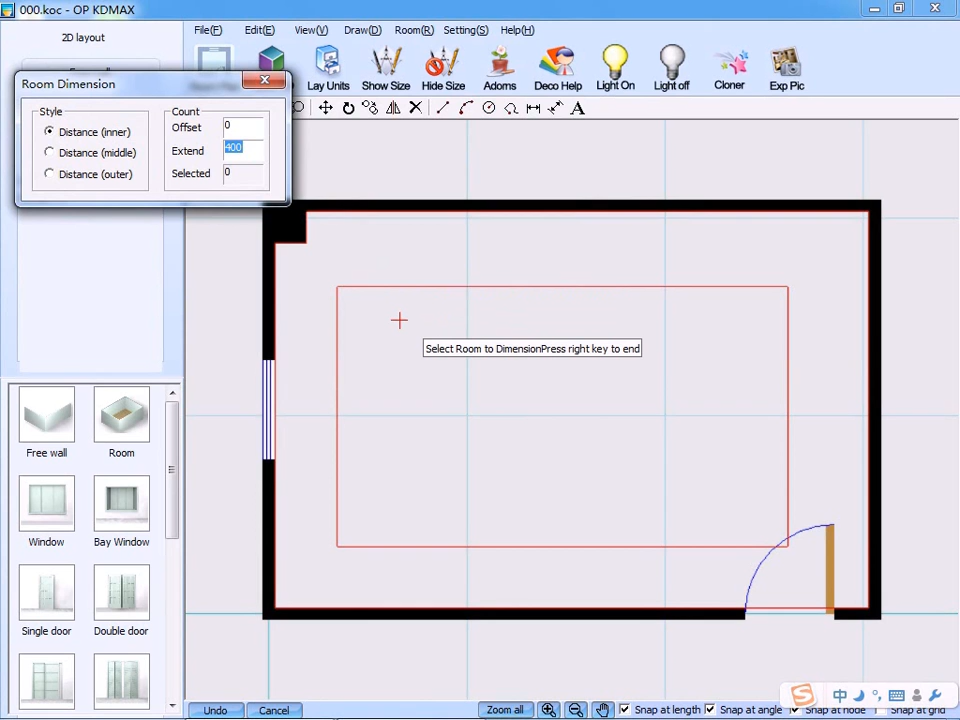 000.koc - OP KDMAX
2D layout
File(F) Edit(E) View(V) Draw(D) Room(R) Setting(S) Help(H)
Lay Units Show Size Hide Size Adoms Deco Help Light On Light off Cloner Exp Pic
Room Dimension
Style
Distance (inner)
Distance (middle)
Distance (outer)
Count
Offset 0
Extend 400
Selected 0
A
Select Room to DimensionPress right key to end
Free wall Room
Window Bay Window
Single door Double door
Undo Cancel Zoom all Snap at length Snap at angle Snap at node Snap at grid
S 中